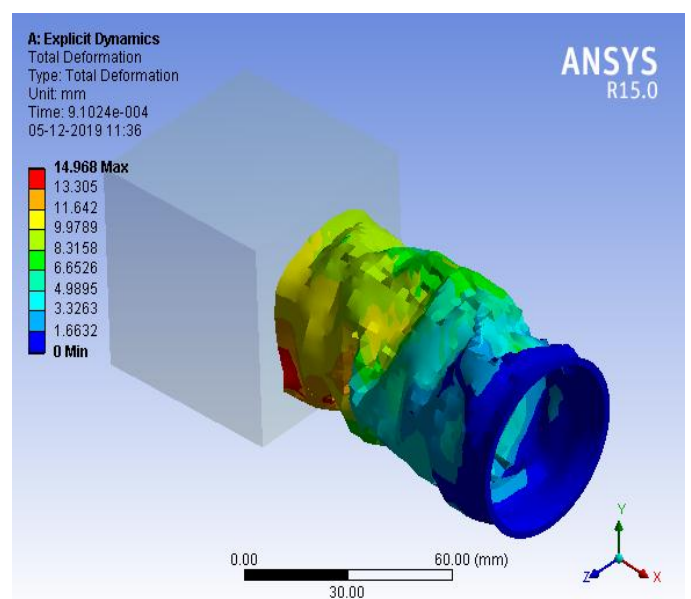 A: Explicit Dynamics
Total Deformation
Type: Total Deformation
Unit: mm
Time: 9.1024e-004
05-12-2019 11:36
ANSYS
R15.0
14.968 Max
13.305
11.642
9.9789
8.3158
6.6526
4.9895
3.3263
1.6632
0 Min
0.00
60.00 (mm)
30.00
Y
Z
X